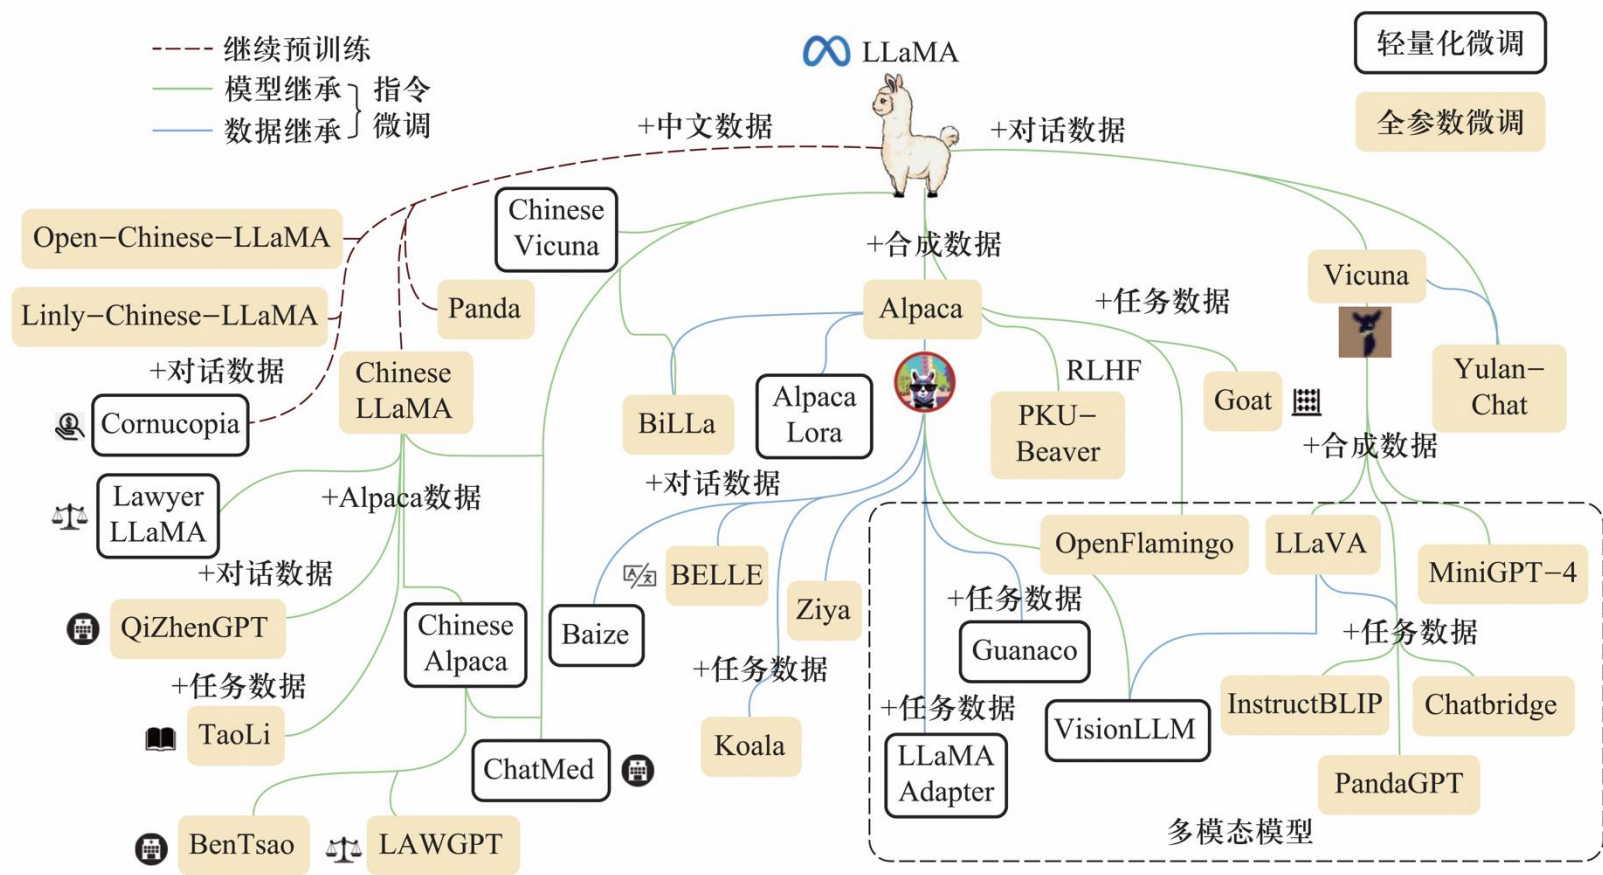 LLaMA
轻量化微调
全参数微调
继续预训练
模型继承
数据继承
指令
微调
+中文数据
+对话数据
Chinese
Vicuna
Open-Chinese-LLaMA
+合成数据
Vicuna
Linly-Chinese-LLaMA
Panda
Alpaca
+任务数据
+对话数据
Chinese
LLaMA
Cornucopia
BiLLa
Alpaca
Lora
RLHF
PKU-
Beaver
Goat
Yulan-
Chat
+合成数据
Lawyer
LLaMA
+Alpaca数据
+对话数据
+对话数据
BELLE
OpenFlamingo
LLaVA
MiniGPT-4
QiZhenGPT
Chinese
Alpaca
Baize
Ziya
+任务数据
Guanaco
+任务数据
+任务数据
TaoLi
+任务数据
Koala
ChatMed
+任务数据
LLaMA
Adapter
VisionLLM
InstructBLIP
Chatbridge
PandaGPT
BenTsao
LAWGPT
多模态模型